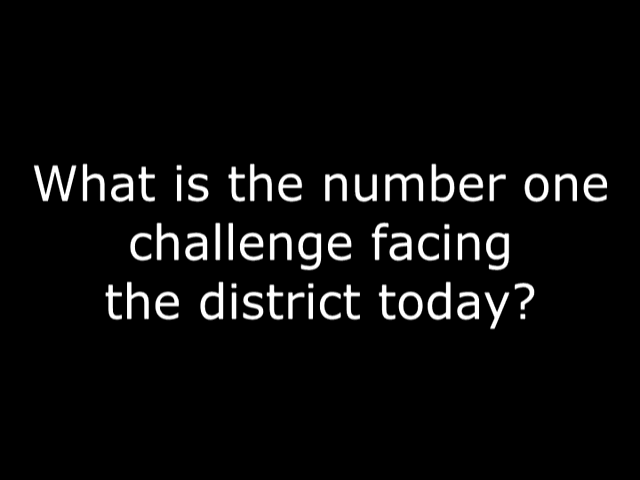 What is the number one
challenge facing
the district today?